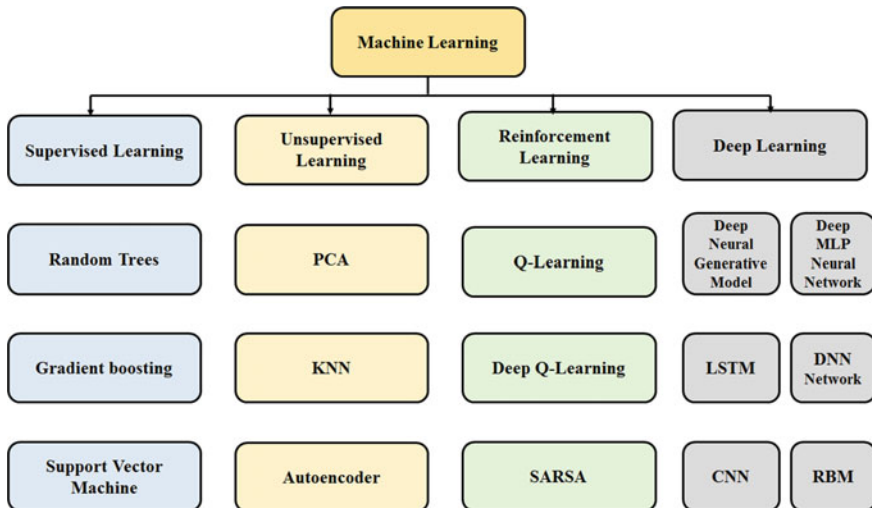 Machine Learning
Supervised Learning
Unsupervised
Learning
Reinforcement
Learning
Deep Learning
Random Trees
PCA
Q-Learning
Deep
Neural
Generative
Model
Deep
MLP
Neural
Network
Gradient boosting
KNN
Deep Q-Learning
LSTM
DNN
Network
Support Vector
Machine
Autoencoder
SARSA
CNN
RBM